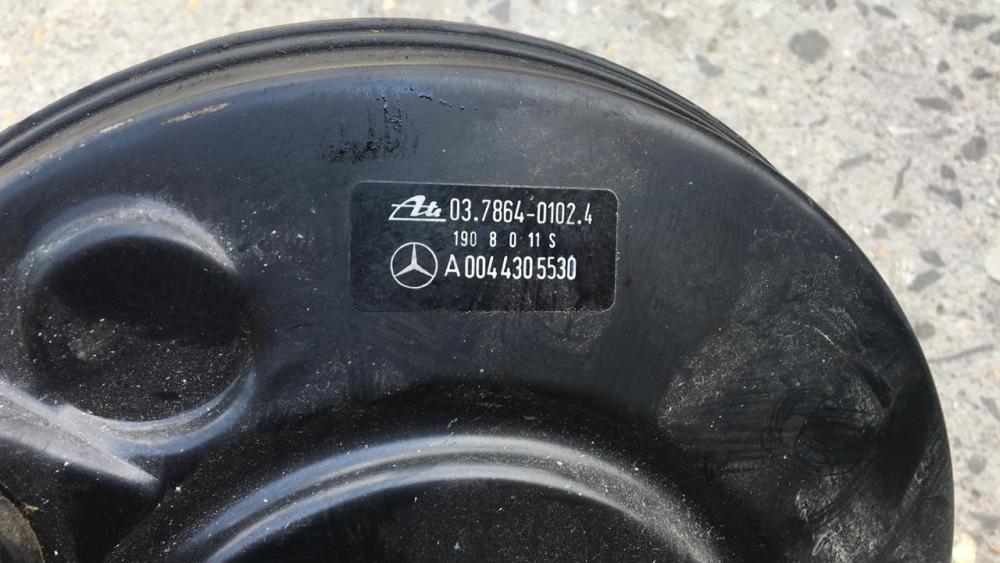 Ate 03.7864-0102.4
190 8 0 11 S
A 004 430 5530